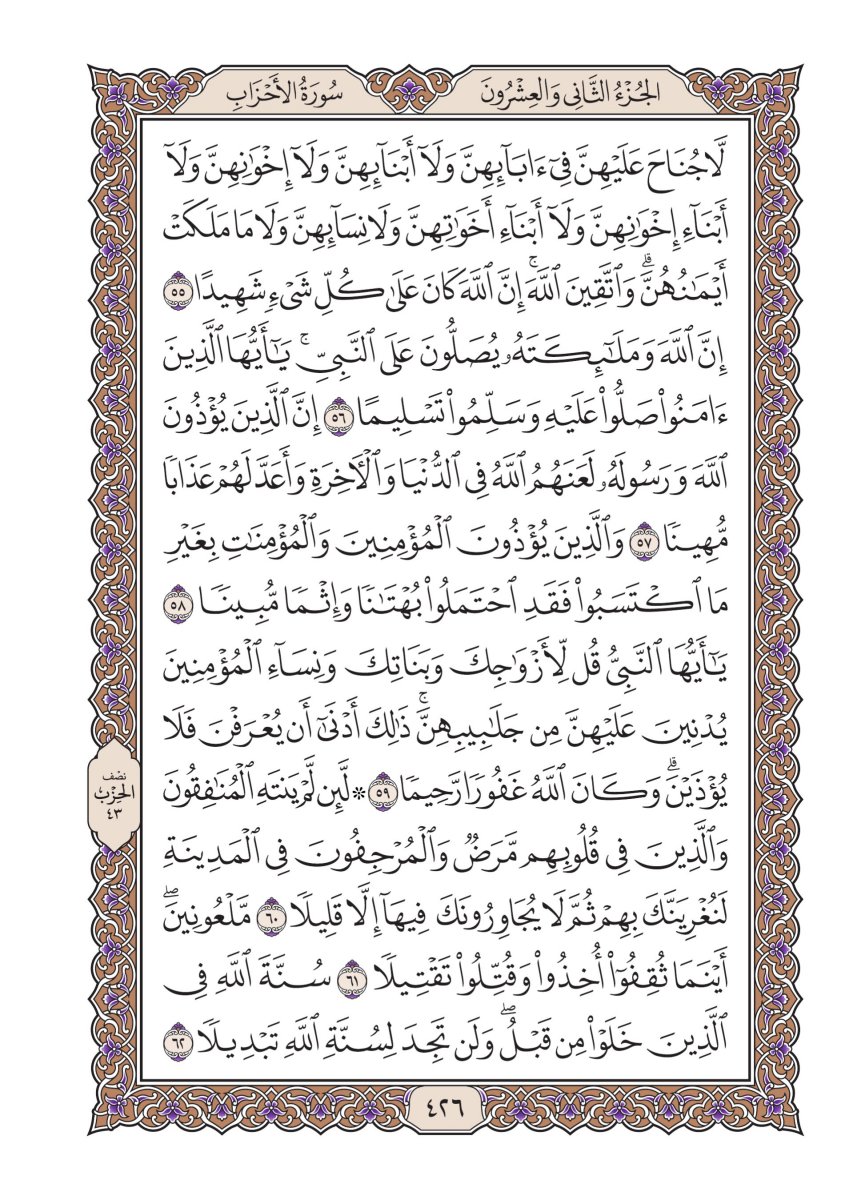 الجُزْءُ الثَّانِى وَالعِشْرُونَ
سُورَةُ الأَحْزَابِ
لَّا جُنَاحَ عَلَيْهِنَّ فِىٓ ءَابَآئِهِنَّ وَلَآ أَبْنَآئِهِنَّ وَلَآ إِخْوَٰنِهِنَّ وَلَآ
أَبْنَآءِ إِخْوَٰنِهِنَّ وَلَآ أَبْنَآءِ أَخَوَٰتِهِنَّ وَلَا نِسَآئِهِنَّ وَلَا مَا مَلَكَتْ
أَيْمَٰنُهُنَّۗ وَٱتَّقِينَ ٱللَّهَۚ إِنَّ ٱللَّهَ كَانَ عَلَىٰ كُلِّ شَىْءٍ شَهِيدًا ٥٥
إِنَّ ٱللَّهَ وَمَلَٰٓئِكَتَهُۥ يُصَلُّونَ عَلَى ٱلنَّبِىِّۚ يَٰٓأَيُّهَا ٱلَّذِينَ
ءَامَنُوا۟ صَلُّوا۟ عَلَيْهِ وَسَلِّمُوا۟ تَسْلِيمًا ٥٦ إِنَّ ٱلَّذِينَ يُؤْذُونَ
ٱللَّهَ وَرَسُولَهُۥ لَعَنَهُمُ ٱللَّهُ فِى ٱلدُّنْيَا وَٱلْءَاخِرَةِ وَأَعَدَّ لَهُمْ عَذَابًا
مُّهِينًا ٥٧ وَٱلَّذِينَ يُؤْذُونَ ٱلْمُؤْمِنِينَ وَٱلْمُؤْمِنَٰتِ بِغَيْرِ
مَا ٱكْتَسَبُوا۟ فَقَدِ ٱحْتَمَلُوا۟ بُهْتَٰنًا وَإِثْمًا مُّبِينًا ٥٨
يَٰٓأَيُّهَا ٱلنَّبِىُّ قُل لِّأَزْوَٰجِكَ وَبَنَاتِكَ وَنِسَآءِ ٱلْمُؤْمِنِينَ
يُدْنِينَ عَلَيْهِنَّ مِن جَلَٰبِيبِهِنَّۚ ذَٰلِكَ أَدْنَىٰٓ أَن يُعْرَفْنَ فَلَا
يُؤْذَيْنَۗ وَكَانَ ٱللَّهُ غَفُورًا رَّحِيمًا ٥٩ * لَّئِن لَّمْ يَنتَهِ ٱلْمُنَٰفِقُونَ
وَٱلَّذِينَ فِى قُلُوبِهِم مَّرَضٌ وَٱلْمُرْجِفُونَ فِى ٱلْمَدِينَةِ
لَنُغْرِيَنَّكَ بِهِمْ ثُمَّ لَا يُجَاوِرُونَكَ فِيهَآ إِلَّا قَلِيلًا ٦٠ مَّلْعُونِينَۖ
أَيْنَمَا ثُقِفُوٓا۟ أُخِذُوا۟ وَقُتِّلُوا۟ تَقْتِيلًا ٦١ سُنَّةَ ٱللَّهِ فِى
ٱلَّذِينَ خَلَوْا۟ مِن قَبْلُۖ وَلَن تَجِدَ لِسُنَّةِ ٱللَّهِ تَبْدِيلًا ٦٢
نصف
الحِزْبُ
٤٣
٤٢٦